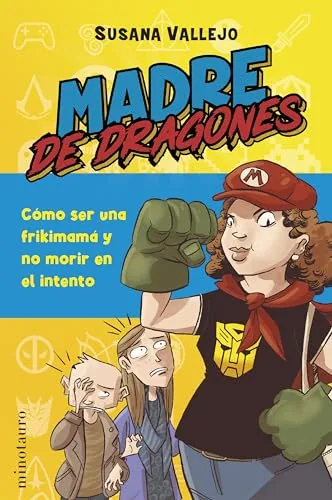 SUSANA VALLEJO
MADRE
DE DRAGONES
Cómo ser una
frikimamá y
no morir en
el intento
M
minotauro